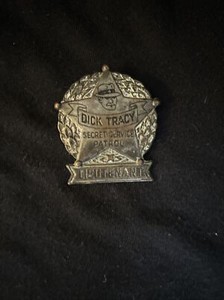 DICK TRACY
SECRET SERVICE
PATROL
LIEUTENANT